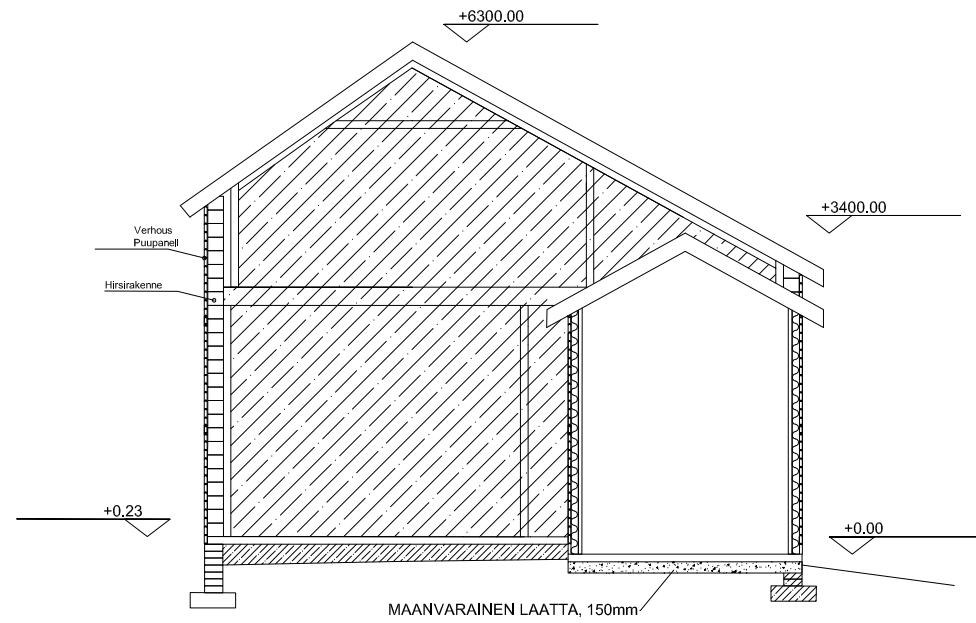 +6300.00
+3400.00
Verhous
Puupanell
Hirsirakenne
+0.23
+0.00
MAANVARAINEN LAATTA, 150mm